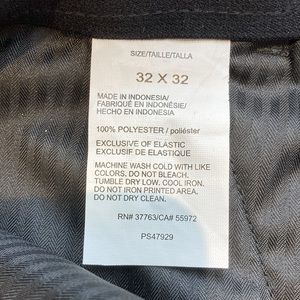 SIZE/TAILLE/TALLA
32 X 32
MADE IN INDONESIA/
FABRIQUÉ EN INDONÉSIE/
HECHO EN INDONESIA
100% POLYESTER / poliéster
EXCLUSIVE OF ELASTIC
EXCLUSIF DE ELASTIQUE
MACHINE WASH COLD WITH LIKE
COLORS, DO NOT BLEACH.
TUMBLE DRY LOW. COOL IRON.
DO NOT IRON PRINTED AREA.
DO NOT DRY CLEAN.
RN# 37763/CA# 55972
PS47929